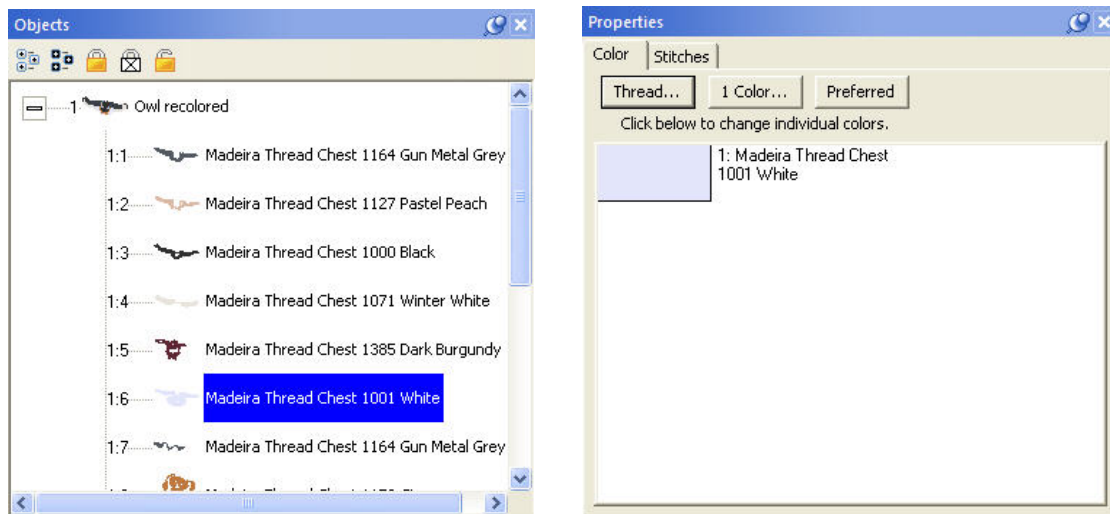 Objects
1 Owl recolored
1:1 Madeira Thread Chest 1164 Gun Metal Grey
1:2 Madeira Thread Chest 1127 Pastel Peach
1:3 Madeira Thread Chest 1000 Black
1:4 Madeira Thread Chest 1071 Winter White
1:5 Madeira Thread Chest 1385 Dark Burgundy
1:6 Madeira Thread Chest 1001 White
1:7 Madeira Thread Chest 1164 Gun Metal Grey
Properties
Color Stitches
Thread... 1 Color... Preferred
Click below to change individual colors.
1: Madeira Thread Chest
1001 White